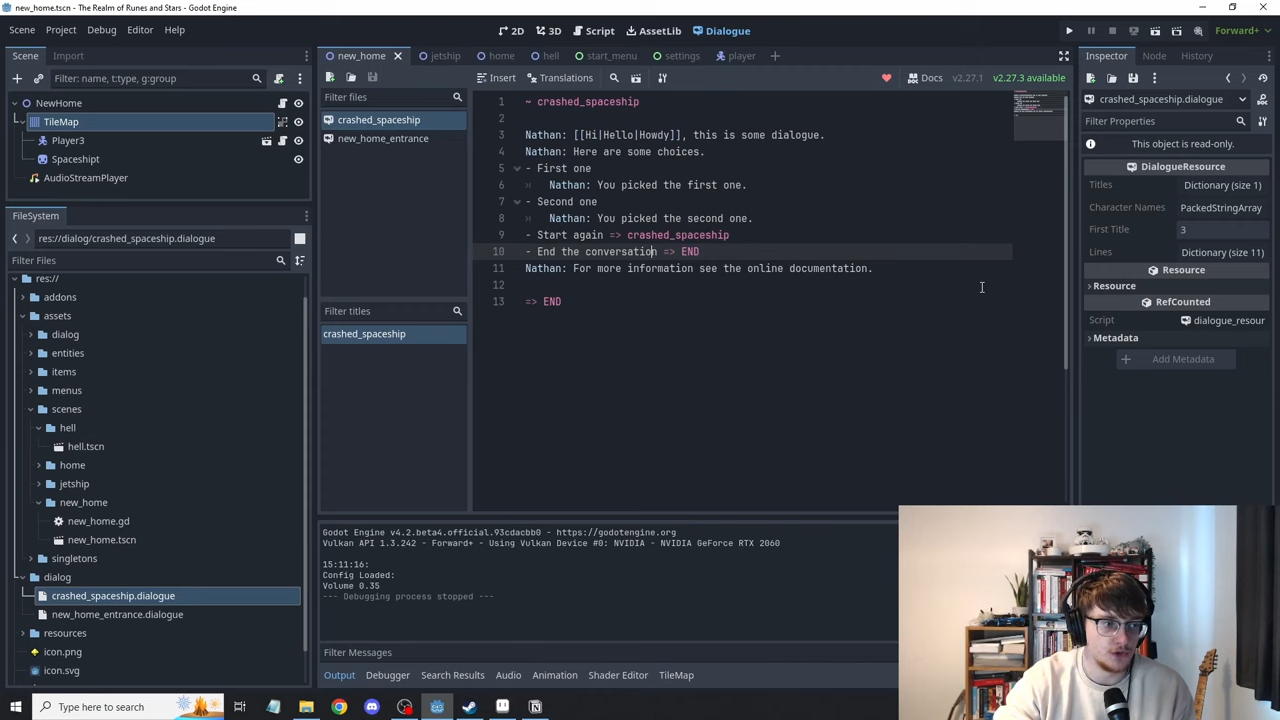 new_home.tscn - The Realm of Runes and Stars - Godot Engine
Scene Project Debug Editor Help
2D 3D Script AssetLib Dialogue
Forward+
Scene Import
Filter: name, t:type, g:group
NewHome
TileMap
Player3
Spaceshipt
AudioStreamPlayer
FileSystem
res://dialog/crashed_spaceship.dialogue
Filter Files
res://
addons
assets
dialog
entities
items
menus
scenes
hell
hell.tscn
home
jetship
new_home
new_home.gd
new_home.tscn
singletons
dialog
crashed_spaceship.dialogue
new_home_entrance.dialogue
resources
icon.png
icon.svg
new_home jetship home hell start_menu settings player
Insert Translations Docs v2.27.1 v2.27.3 available
Filter files
crashed_spaceship
new_home_entrance
Filter titles
crashed_spaceship
1 ~ crashed_spaceship
2
3 Nathan: [[Hi|Hello|Howdy]], this is some dialogue.
4 Nathan: Here are some choices.
5 - First one
6 Nathan: You picked the first one.
7 - Second one
8 Nathan: You picked the second one.
9 - Start again => crashed_spaceship
10 - End the conversation => END
11 Nathan: For more information see the online documentation.
12
13 => END
Godot Engine v4.2.beta4.official.93cdacbb0 - https://godotengine.org
Vulkan API 1.3.242 - Forward+ - Using Vulkan Device #0: NVIDIA - NVIDIA GeForce RTX 2060
15:11:16:
Config Loaded:
Volume 0.35
--- Debugging process stopped ---
Filter Messages
Output Debugger Search Results Audio Animation Shader Editor TileMap
Inspector Node History
crashed_spaceship.dialogue
Filter Properties
This object is read-only.
DialogueResource
Titles Dictionary (size 1)
Character Names PackedStringArray
First Title 3
Lines Dictionary (size 11)
Resource
Resource
RefCounted
Script dialogue_resour
Metadata
Add Metadata
Type here to search